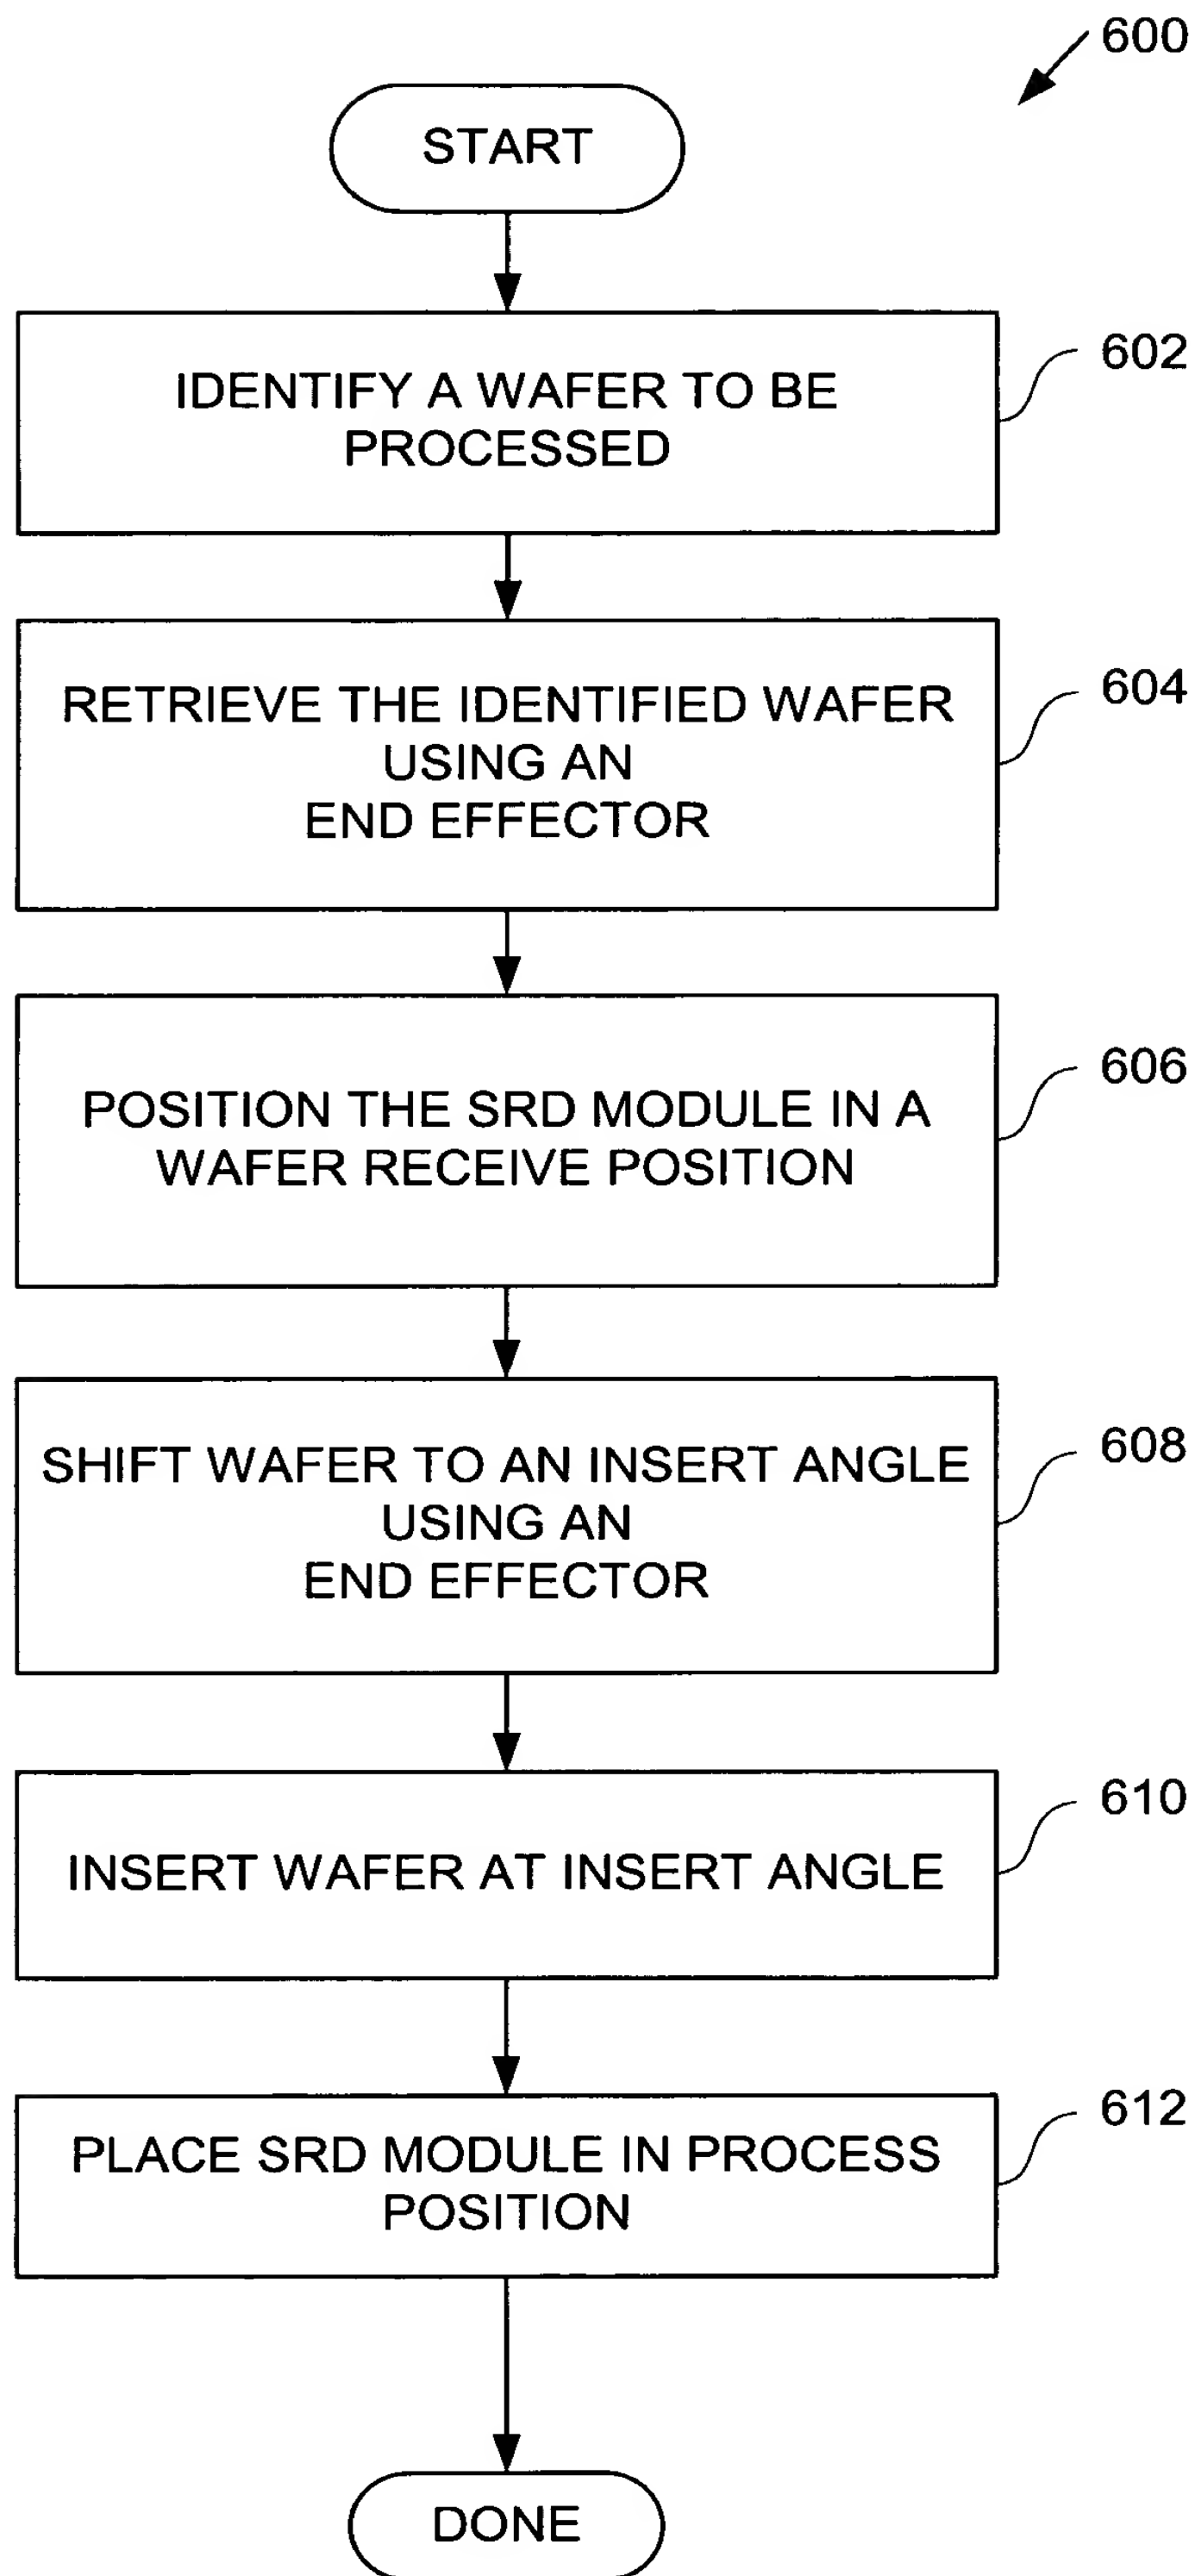 600
START
IDENTIFY A WAFER TO BE
PROCESSED
602
RETRIEVE THE IDENTIFIED WAFER
USING AN
END EFFECTOR
604
POSITION THE SRD MODULE IN A
WAFER RECEIVE POSITION
606
SHIFT WAFER TO AN INSERT ANGLE
USING AN
END EFFECTOR
608
INSERT WAFER AT INSERT ANGLE
610
PLACE SRD MODULE IN PROCESS
POSITION
612
DONE